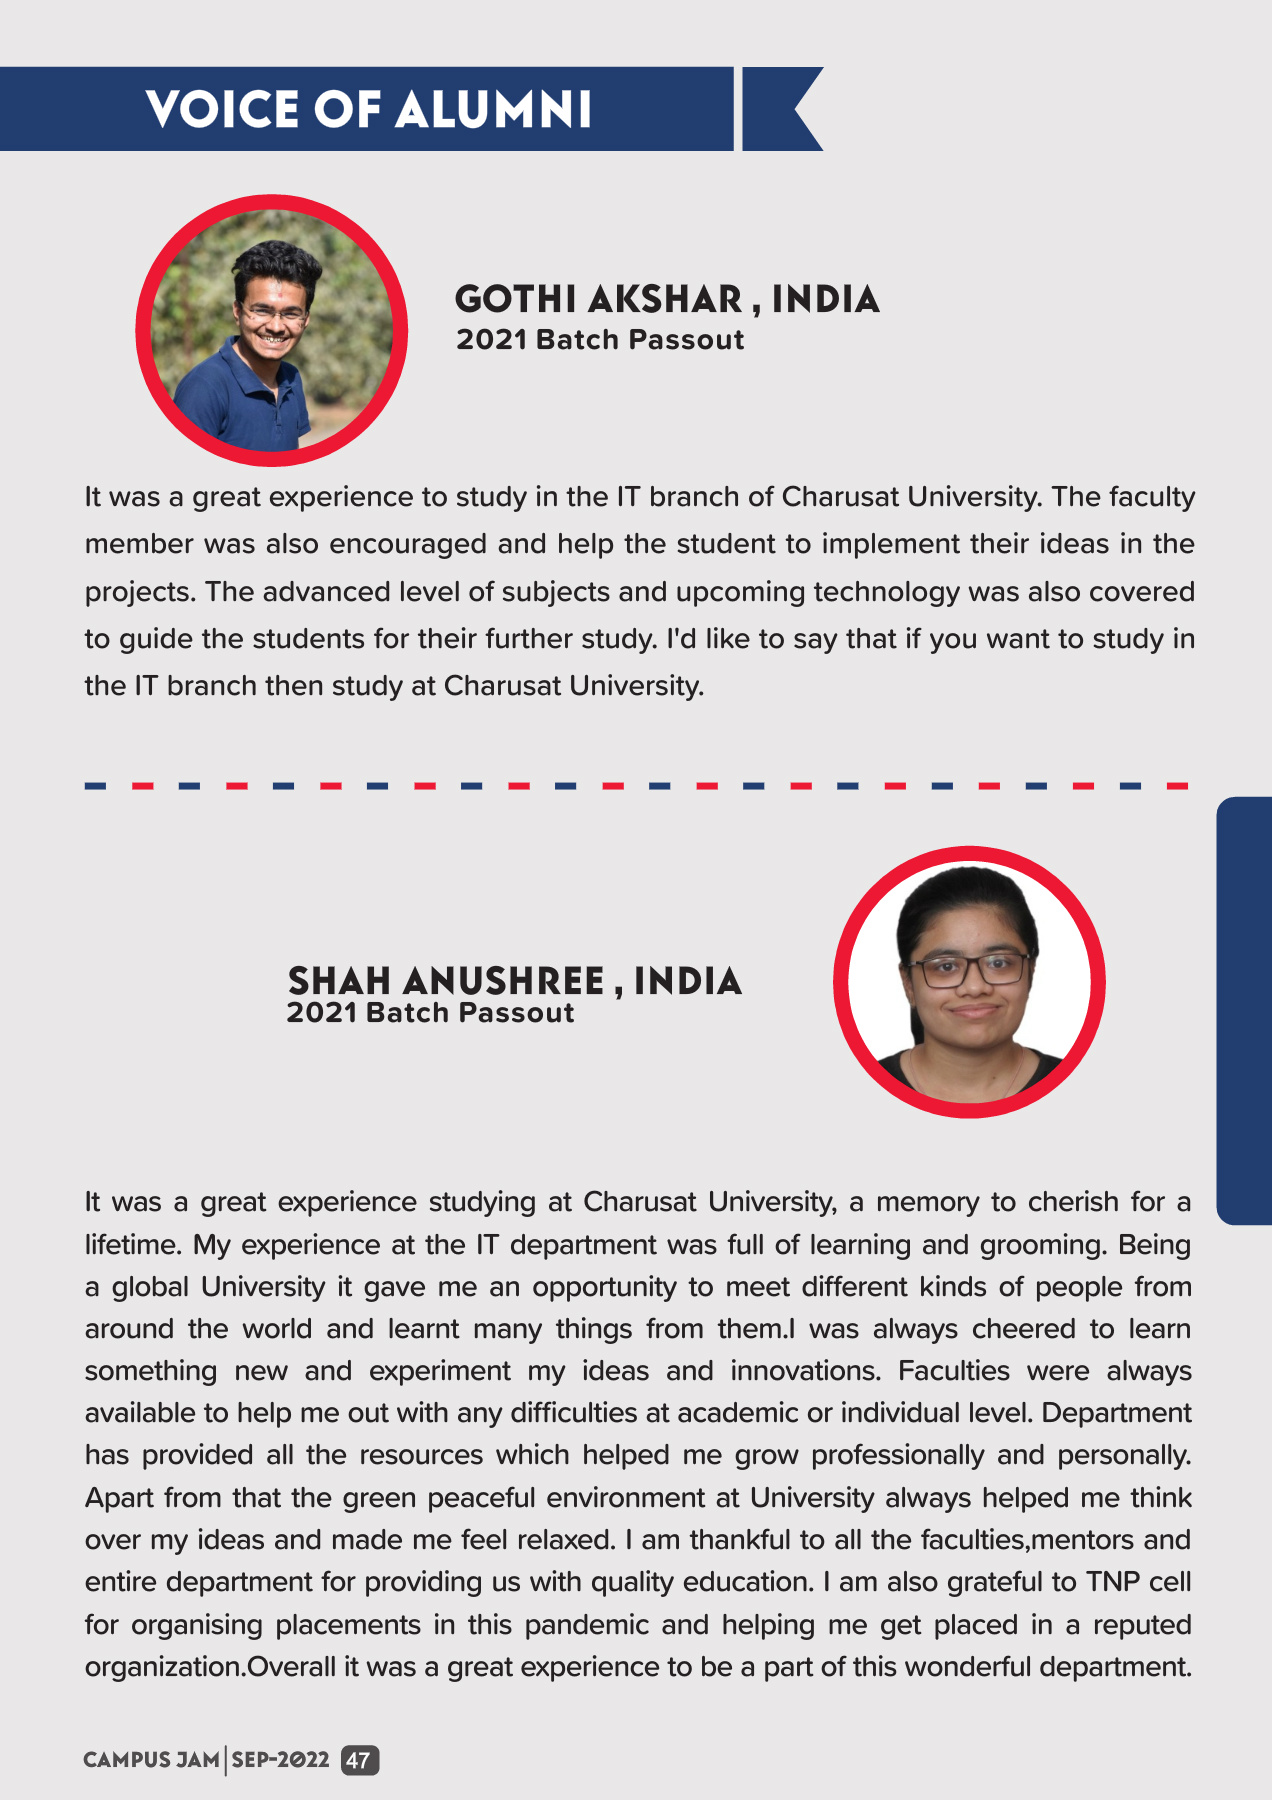 VOICE OF ALUMNI
GOTHI AKSHAR , INDIA
2021 Batch Passout
It was a great experience to study in the IT branch of Charusat University. The faculty
member was also encouraged and help the student to implement their ideas in the
projects. The advanced level of subjects and upcoming technology was also covered
to guide the students for their further study. I'd like to say that if you want to study in
the IT branch then study at Charusat University.
SHAH ANUSHREE , INDIA
2021 Batch Passout
It was a great experience studying at Charusat University, a memory to cherish for a
lifetime. My experience at the IT department was full of learning and grooming. Being
a global University it gave me an opportunity to meet different kinds of people from
around the world and learnt many things from them.I was always cheered to learn
something new and experiment my ideas and innovations. Faculties were always
available to help me out with any difficulties at academic or individual level. Department
has provided all the resources which helped me grow professionally and personally.
Apart from that the green peaceful environment at University always helped me think
over my ideas and made me feel relaxed. I am thankful to all the faculties,mentors and
entire department for providing us with quality education. I am also grateful to TNP cell
for organising placements in this pandemic and helping me get placed in a reputed
organization.Overall it was a great experience to be a part of this wonderful department.
CAMPUS JAM | SEP-2022 47